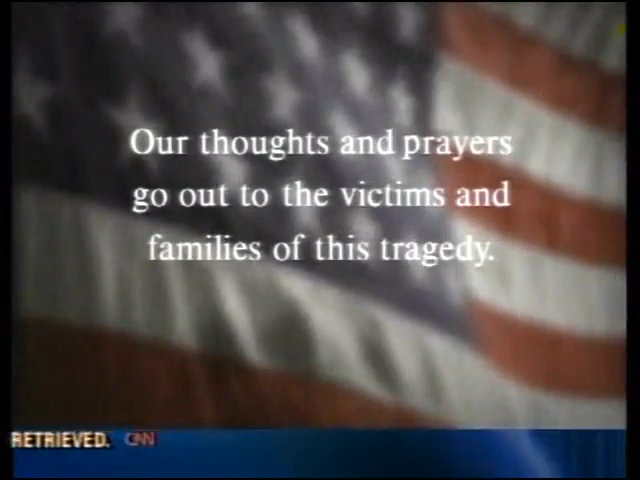 Our thoughts and prayers
go out to the victims and
families of this tragedy.
RETRIEVED. CNN